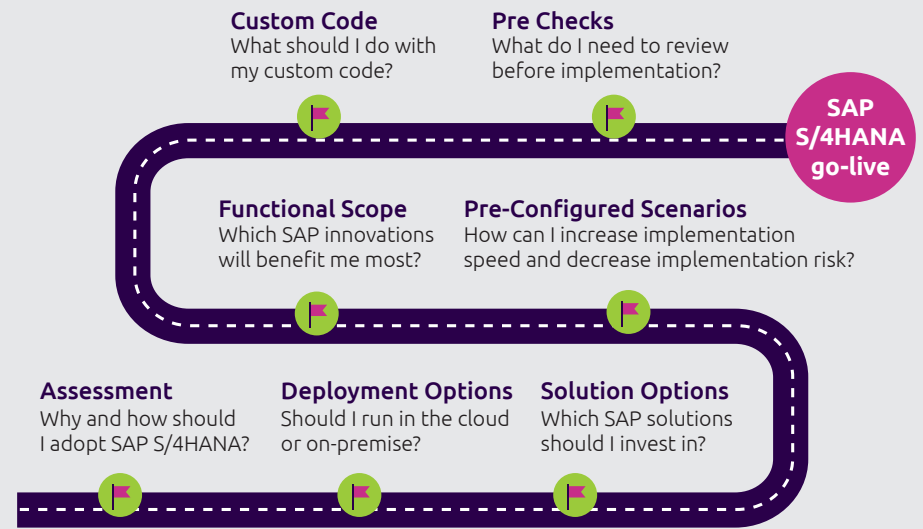 Custom Code
What should I do with
my custom code?
Pre Checks
What do I need to review
before implementation?
SAP
S/4HANA
go-live
Functional Scope
Which SAP innovations
will benefit me most?
Pre-Configured Scenarios
How can I increase implementation
speed and decrease implementation risk?
Assessment
Why and how should
I adopt SAP S/4HANA?
Deployment Options
Should I run in the cloud
or on-premise?
Solution Options
Which SAP solutions
should I invest in?